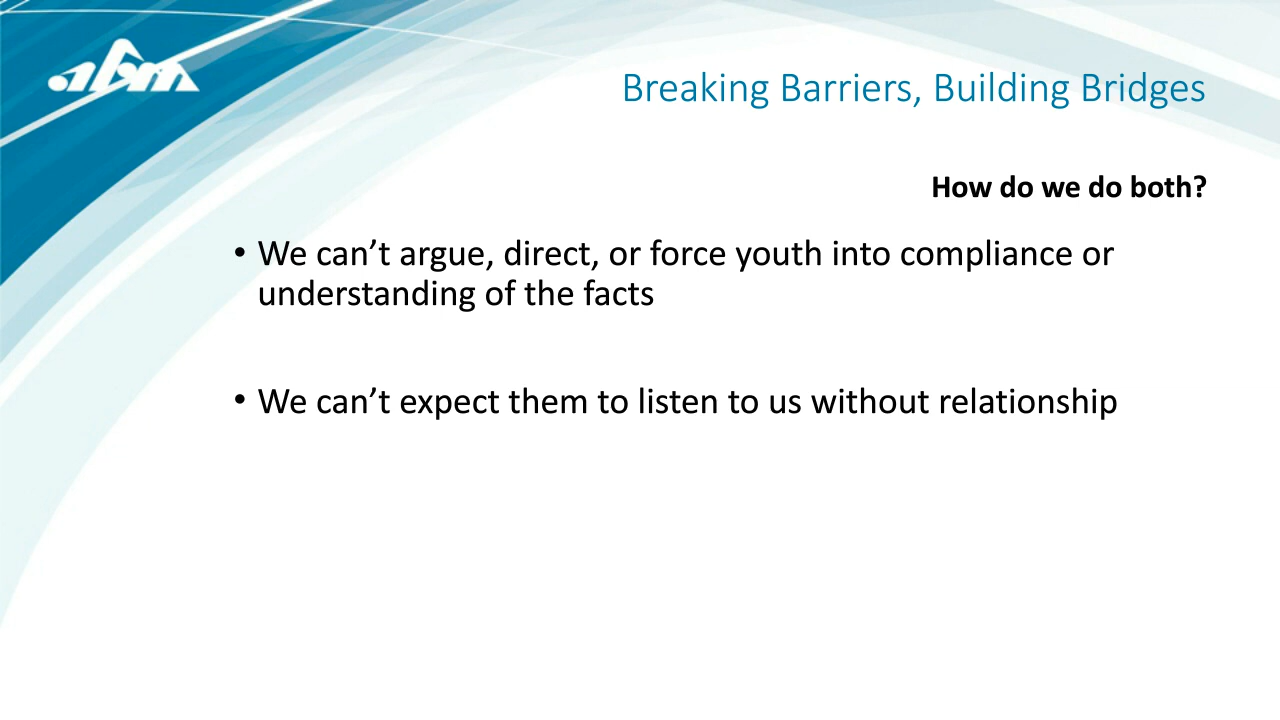 abm
Breaking Barriers, Building Bridges
How do we do both?
• We can’t argue, direct, or force youth into compliance or
understanding of the facts
• We can’t expect them to listen to us without relationship